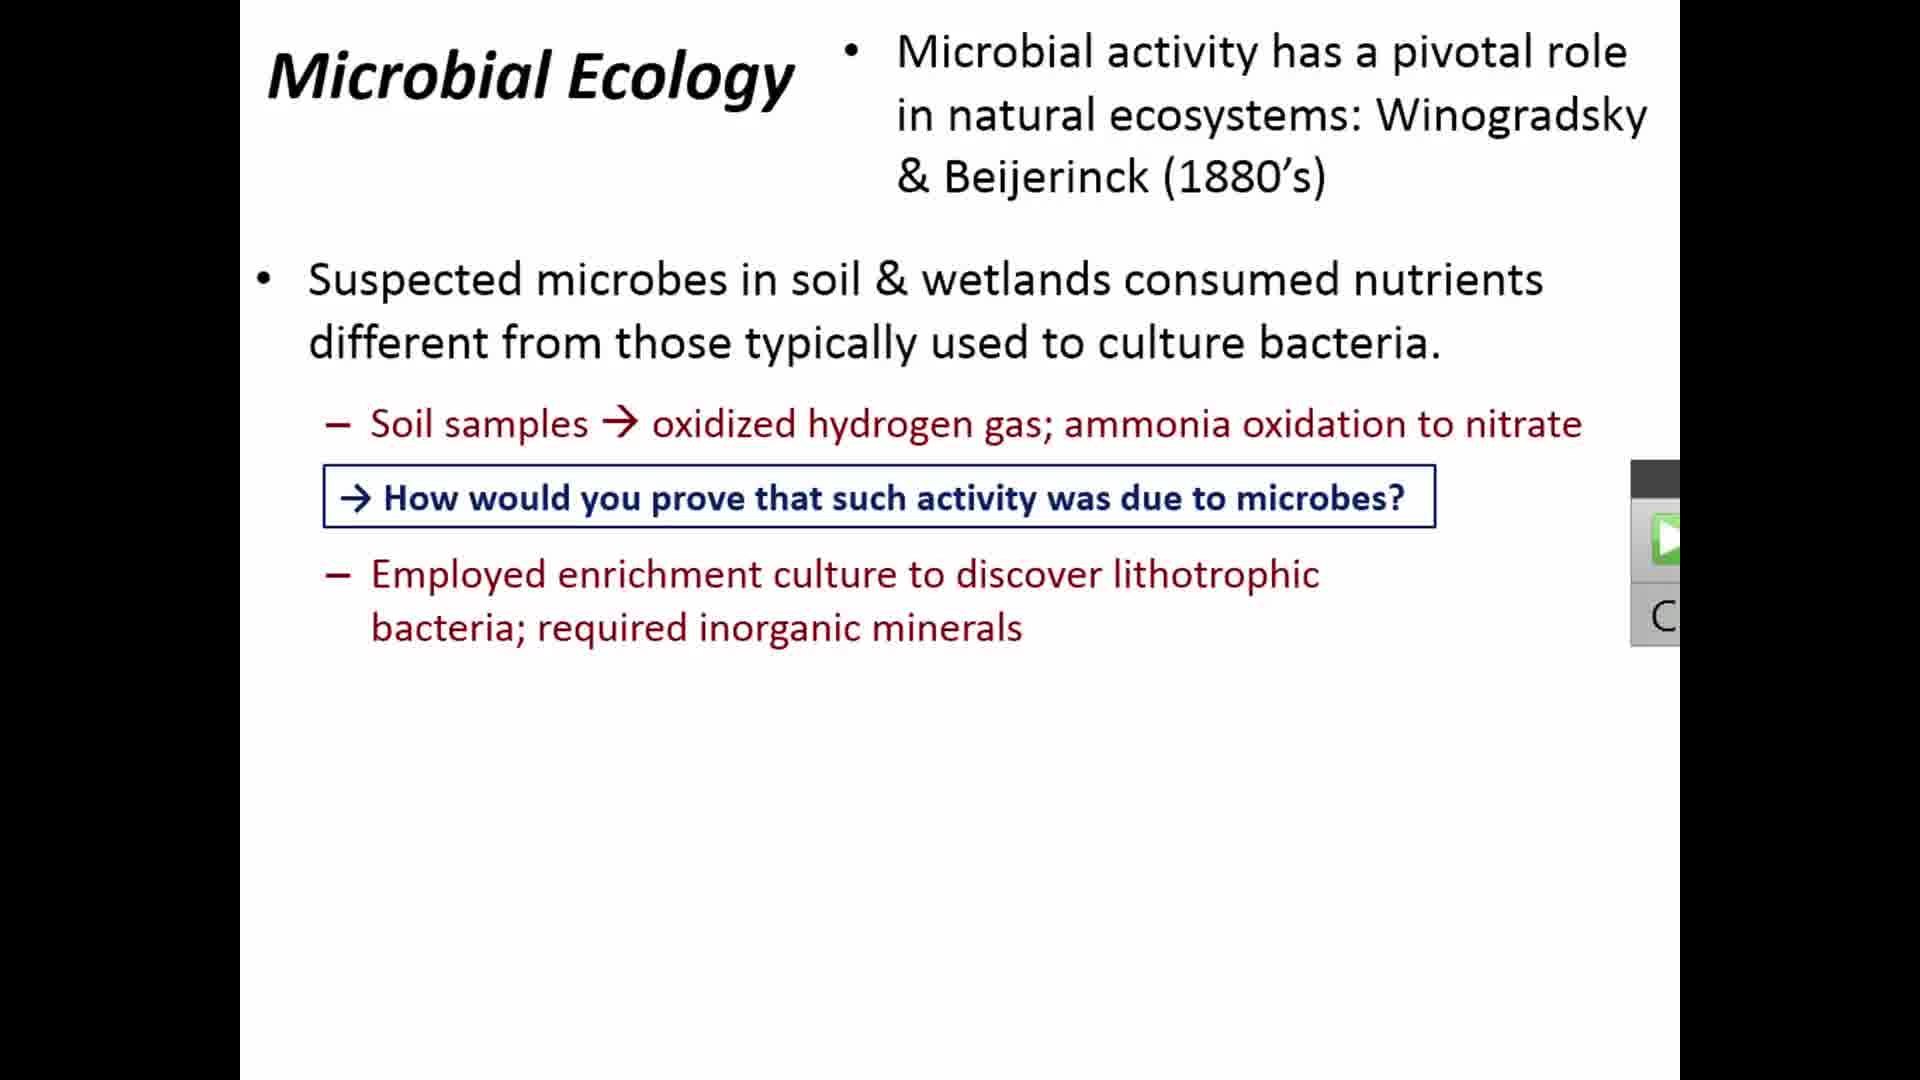 Microbial Ecology
• Microbial activity has a pivotal role
in natural ecosystems: Winogradsky
& Beijerinck (1880’s)
• Suspected microbes in soil & wetlands consumed nutrients
different from those typically used to culture bacteria.
– Soil samples → oxidized hydrogen gas; ammonia oxidation to nitrate
→ How would you prove that such activity was due to microbes?
– Employed enrichment culture to discover lithotrophic
bacteria; required inorganic minerals
C